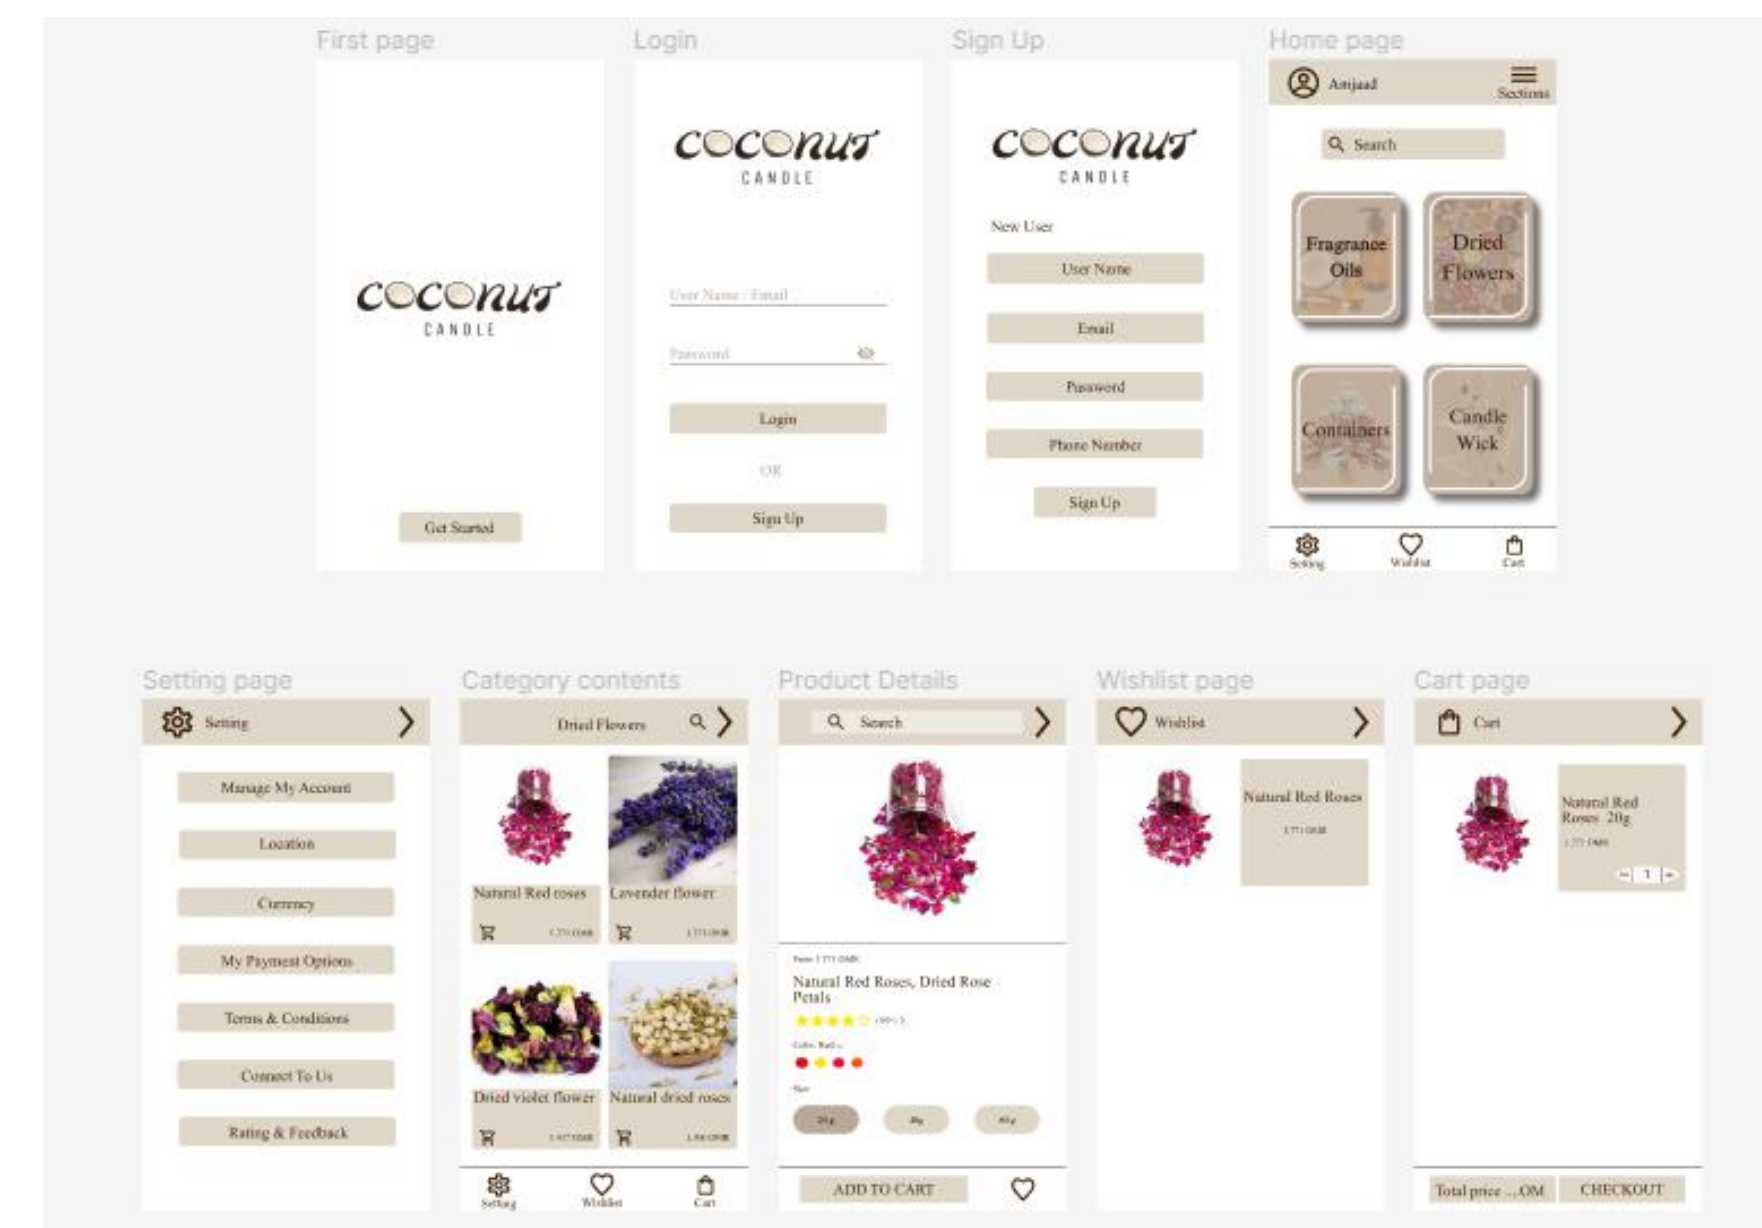 First page
Login
Sign Up
Home page
COCONUT
CANDLE
Get Started
COCONUT
CANDLE
User Name / Email
Password
Login
OR
Sign Up
COCONUT
CANDLE
New User
User Name
Email
Password
Phone Number
Sign Up
Amjaad
Sections
Search
Fragrance
Oils
Dried
Flowers
Containers
Candle
Wick
Setting
Wishlist
Cart
Setting page
Category contents
Product Details
Wishlist page
Cart page
Setting
Manage My Account
Location
Currency
My Payment Options
Terms & Conditions
Connect To Us
Rating & Feedback
Dried Flowers
Natural Red roses
Lavender flower
Dried violet flower
Natural dried roses
Setting
Wishlist
Cart
Search
Natural Red Roses, Dried Rose
Petals
Size
20g
ADD TO CART
Wishlist
Natural Red Roses
Cart
Natural Red
Roses 20g
1
Total price ...OM
CHECKOUT